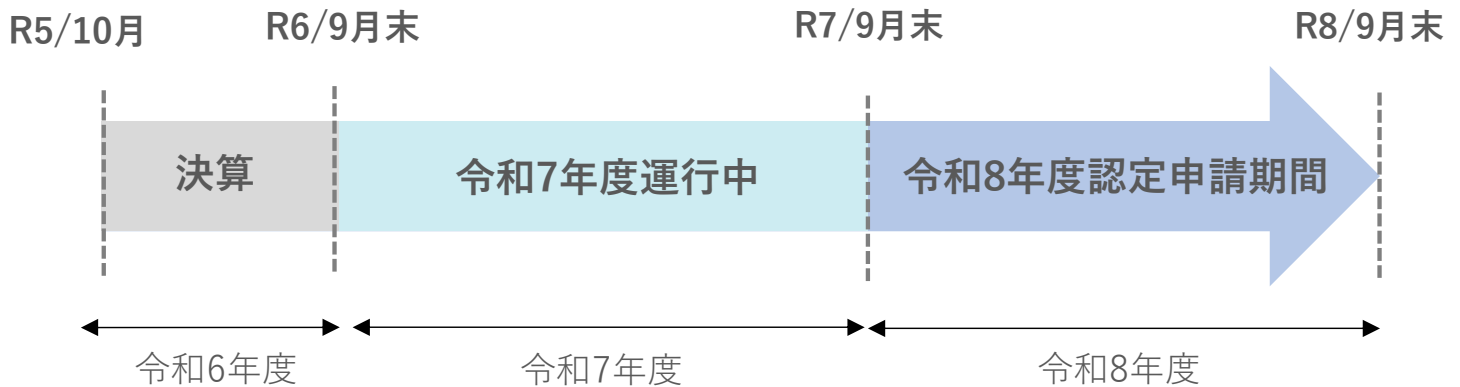 R5/10月
R6/9月末
R7/9月末
R8/9月末
決算
令和7年度運行中
令和8年度認定申請期間
令和6年度
令和7年度
令和8年度